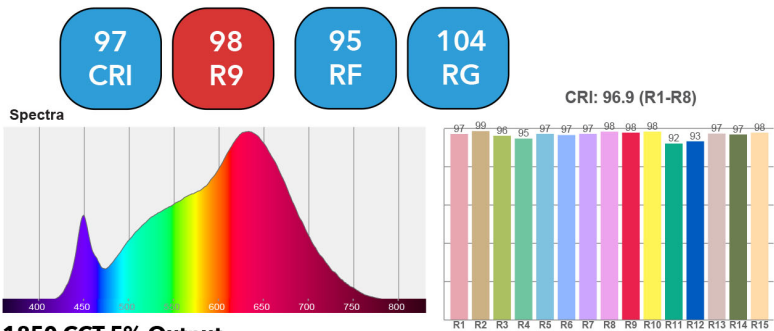 97
CRI
98
R9
95
RF
104
RG
CRI: 96.9 (R1-R8)
Spectra
97 99 96 95 97 96 97 98 98 98 92 93 97 97 98
400 450 500 550 600 650 700 750 800
R1 R2 R3 R4 R5 R6 R7 R8 R9 R10 R11 R12 R13 R14 R15
1850 CCT 5% Output